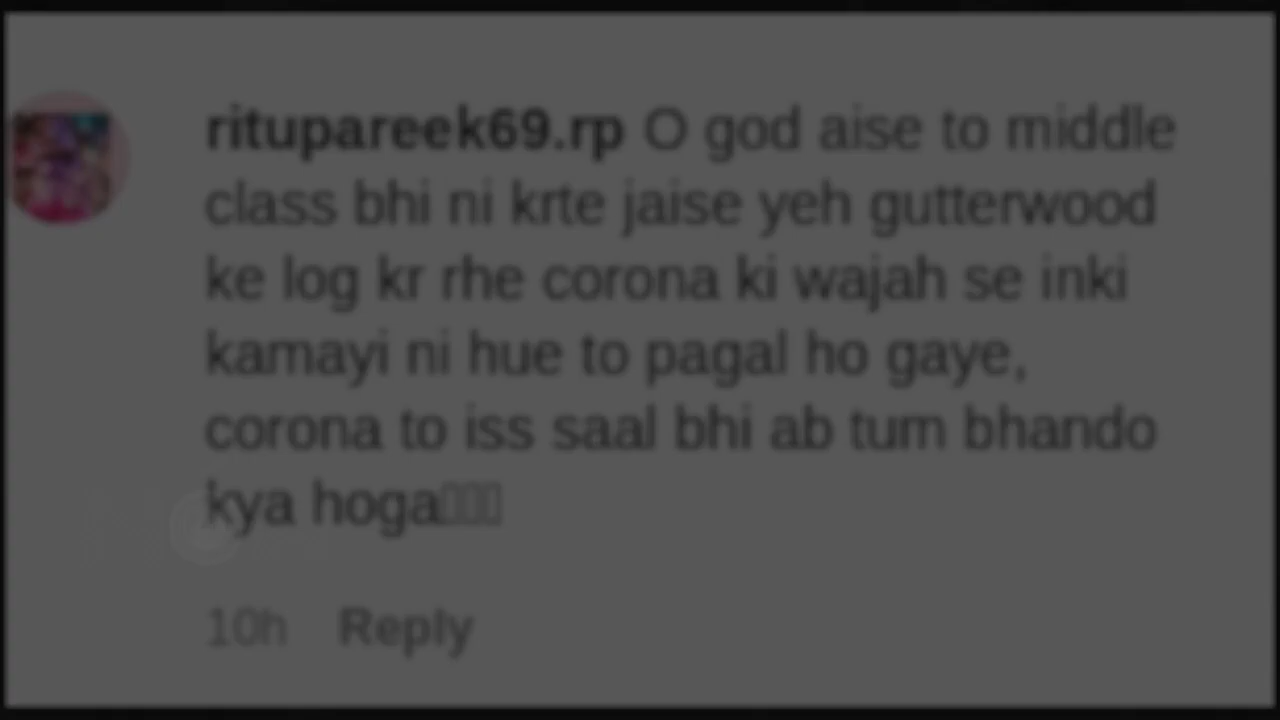 ritupareek69.rp O god aise to middle
class bhi ni krte jaise yeh gutterwood
ke log kr rhe corona ki wajah se inki
kamayi ni hue to pagal ho gaye,
corona to iss saal bhi ab tum bhando
kya hoga
10h Reply